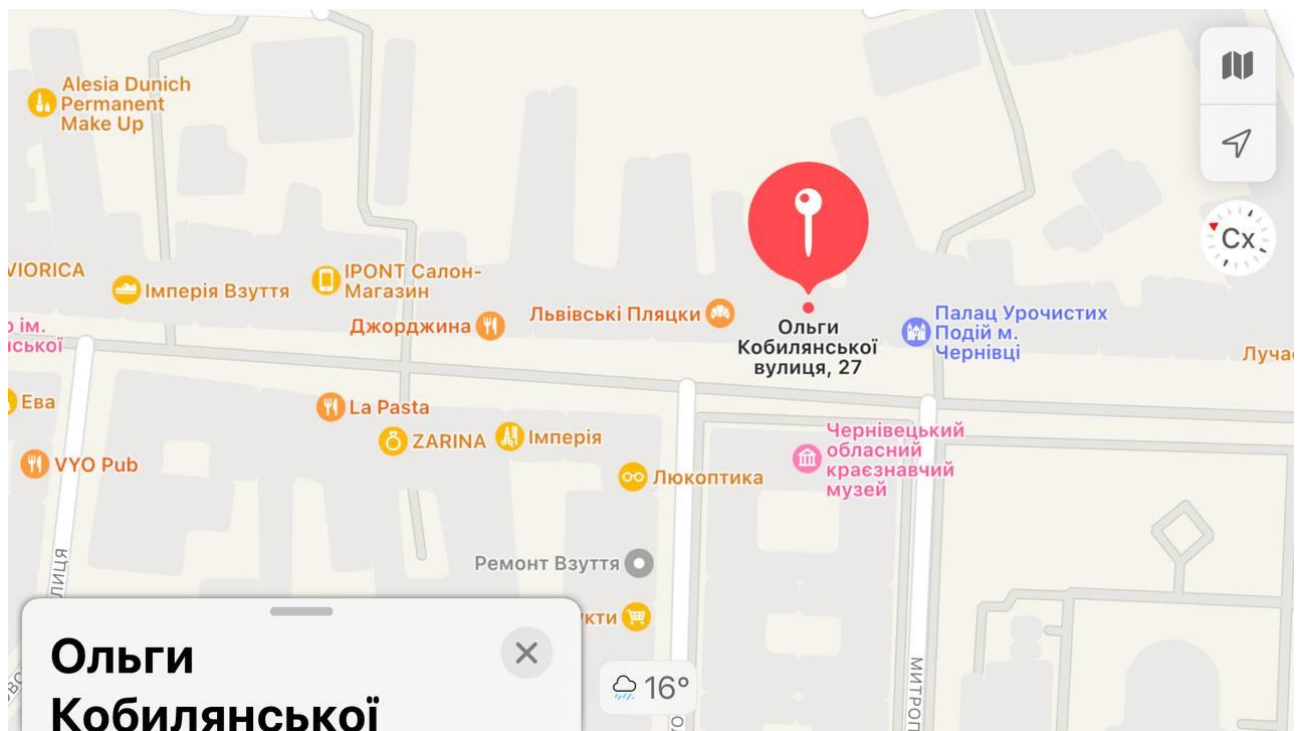 Alesia Dunich
Permanent
Make Up
Сх
VIORICA
Імперія Взуття
IPONT Салон-
Магазин
Джорджина
Львівські Пляцки
Ольги
Кобилянської
вулиця, 27
Палац Урочистих
Подій м.
Чернівці
ім.
Ева
La Pasta
ZARINA
Імперія
VYO Pub
Люкоптика
Чернівецький
обласний
краєзнавчий
музей
Ремонт Взуття
Ольги
Кобилянської
16°